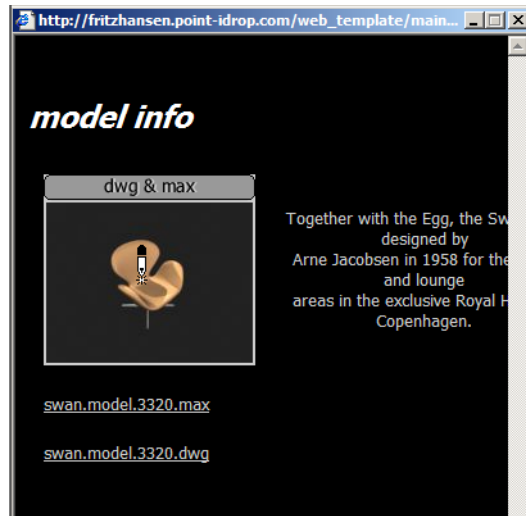 http://fritzhansen.point-idrop.com/web_template/main...
model info
dwg & max
Together with the Egg, the Sw
designed by
Arne Jacobsen in 1958 for the
and lounge
areas in the exclusive Royal H
Copenhagen.
swan.model.3320.max
swan.model.3320.dwg